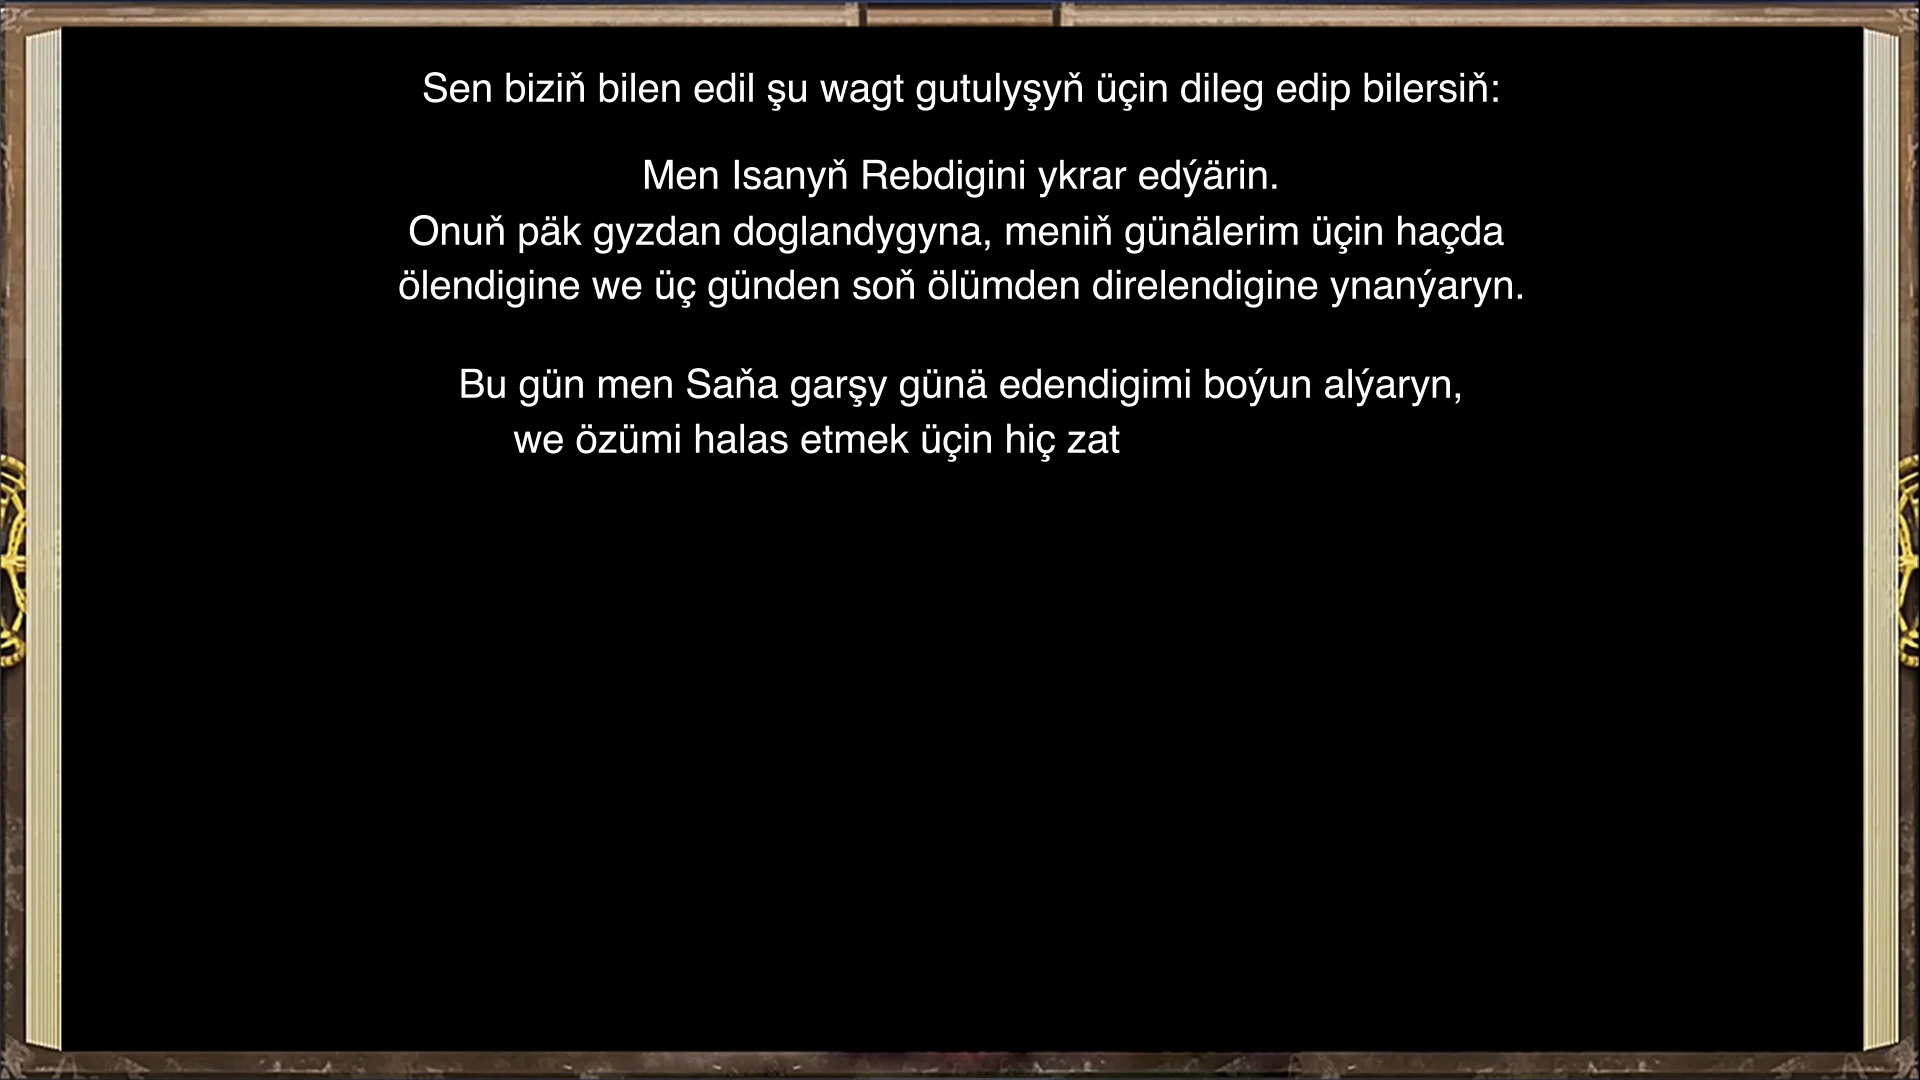 Sen biziň bilen edil şu wagt gutulyşyň üçin dileg edip bilersiň:
Men Isanyň Rebdigini ykrar edýärin.
Onuň päk gyzdan doglandygyna, meniň günälerim üçin haçda
ölendigine we üç günden soň ölümden direlendigine ynanýaryn.
Bu gün men Saňa garşy günä edendigimi boýun alýaryn,
we özümi halas etmek üçin hiç zat